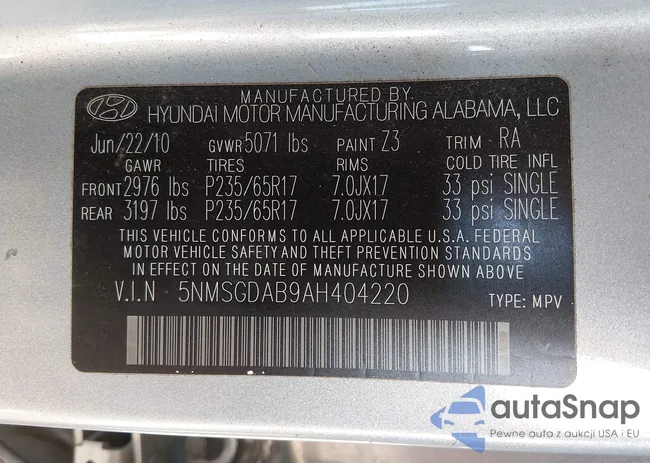 MANUFACTURED BY
HYUNDAI MOTOR MANUFACTURING ALABAMA, LLC
Jun/22/10 GVWR 5071 lbs PAINT Z3 TRIM RA
GAWR TIRES RIMS COLD TIRE INFL
FRONT 2976 lbs P235/65R17 7.0JX17 33 psi SINGLE
REAR 3197 lbs P235/65R17 7.0JX17 33 psi SINGLE
THIS VEHICLE CONFORMS TO ALL APPLICABLE U.S.A. FEDERAL
MOTOR VEHICLE SAFETY AND THEFT PREVENTION STANDARDS
IN EFFECT ON THE DATE OF MANUFACTURE SHOWN ABOVE.
V.I.N 5NMSGDAB9AH404220 TYPE: MPV
autaSnap
Pewne auta z aukcji USA i EU